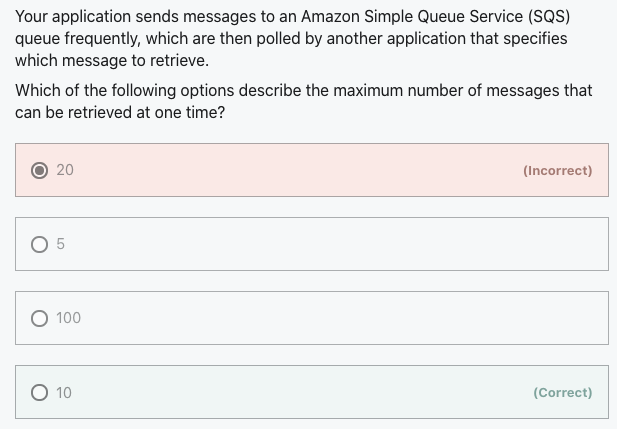 Your application sends messages to an Amazon Simple Queue Service (SQS)
queue frequently, which are then polled by another application that specifies
which message to retrieve.
Which of the following options describe the maximum number of messages that
can be retrieved at one time?
20 (Incorrect)
5
100
10 (Correct)